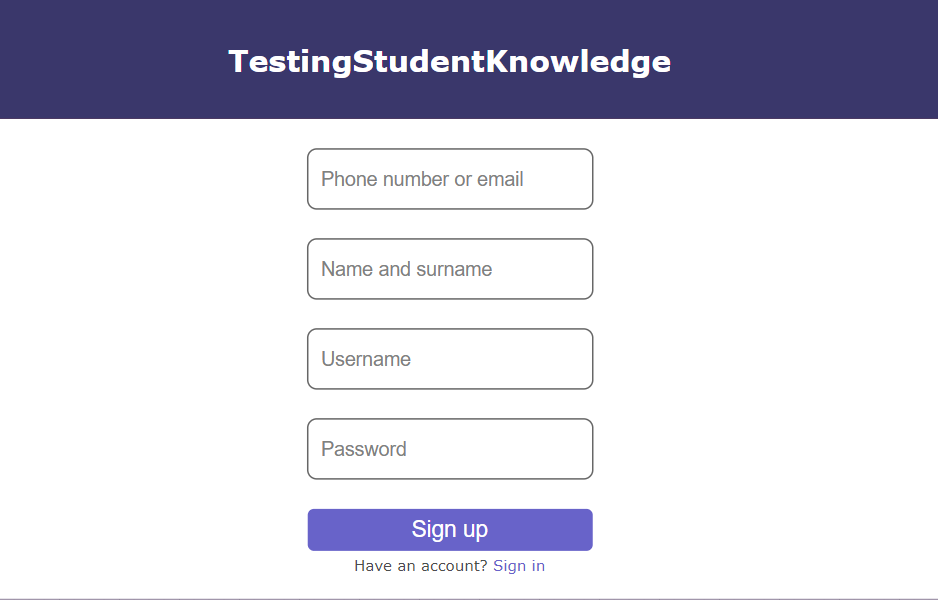 TestingStudentKnowledge
Phone number or email
Name and surname
Username
Password
Sign up
Have an account? Sign in